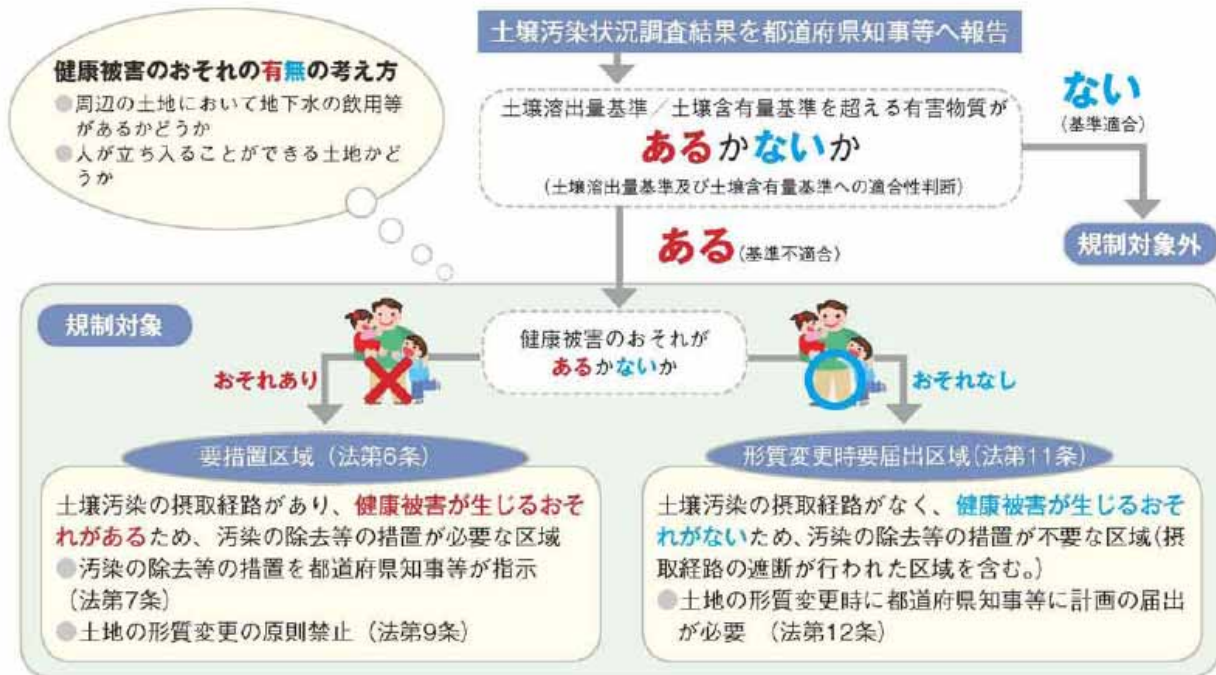 土壌汚染状況調査結果を都道府県知事等へ報告
健康被害のおそれの有無の考え方
●周辺の土地において地下水の飲用等
があるかどうか
●人が立ち入ることができる土地かど
うか
土壌溶出量基準／土壌含有量基準を超える有害物質が
あるかないか
(土壌溶出量基準及び土壌含有量基準への適合性判断)
ない
(基準適合)
規制対象外
ある(基準不適合)
規制対象
健康被害のおそれが
あるかないか
おそれあり
おそれなし
要措置区域（法第6条）
土壌汚染の摂取経路があり、健康被害が生じるおそ
れがあるため、汚染の除去等の措置が必要な区域
●汚染の除去等の措置を都道府県知事等が指示
（法第7条）
●土地の形質変更の原則禁止（法第9条）
形質変更時要届出区域(法第11条)
土壌汚染の摂取経路がなく、健康被害が生じるおそ
れがないため、汚染の除去等の措置が不要な区域(摂
取経路の遮断が行われた区域を含む。)
●土地の形質変更時に都道府県知事等に計画の届出
が必要　（法第12条）